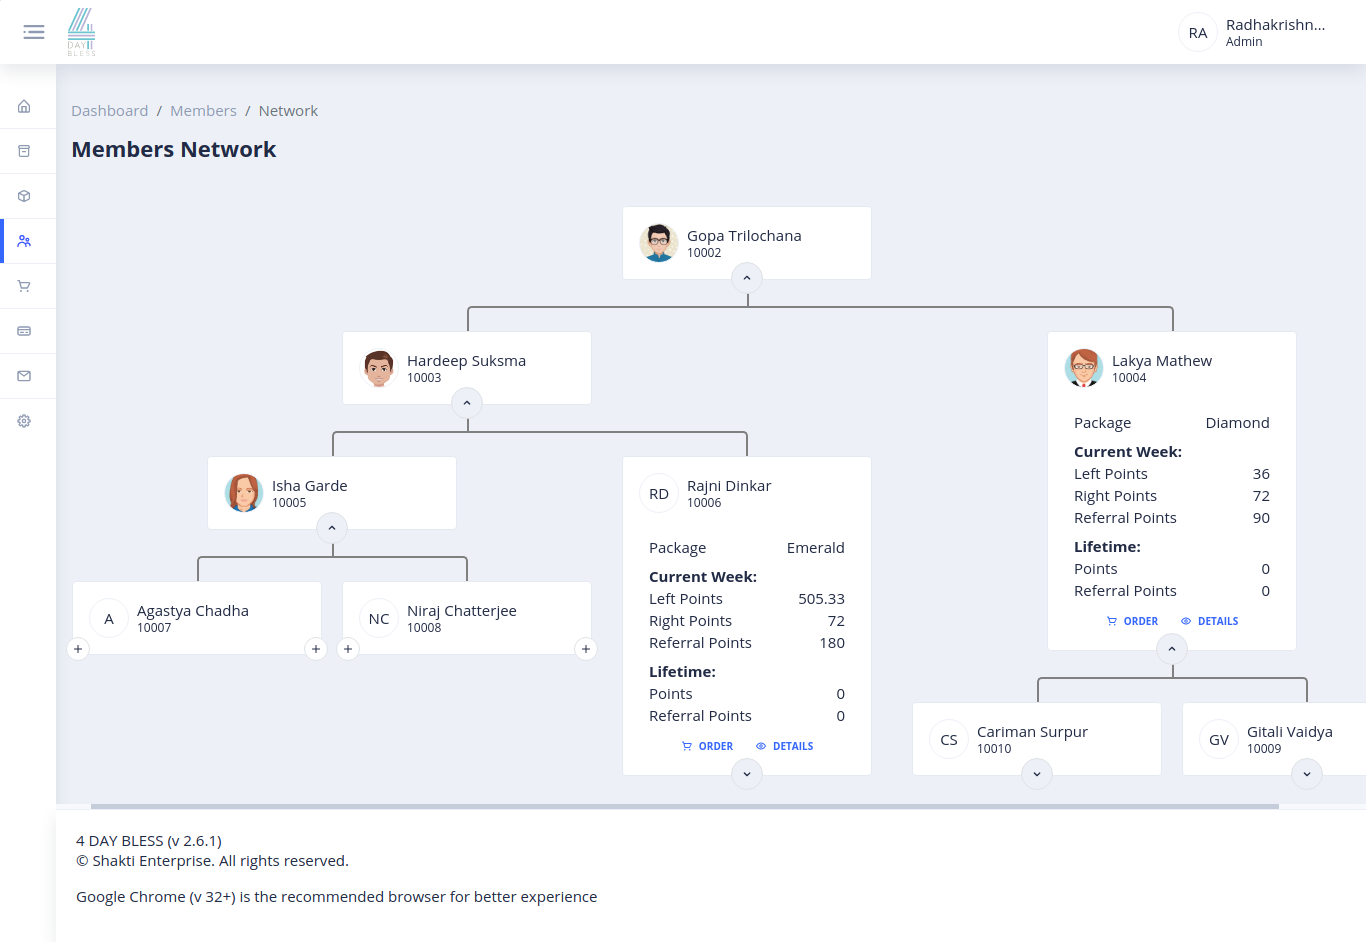 DAY
BLESS
RA
Radhakrishn...
Admin
Dashboard / Members / Network
Members Network
Gopa Trilochana
10002
Hardeep Suksma
10003
Lakya Mathew
10004
Package Diamond
Current Week:
Left Points 36
Right Points 72
Referral Points 90
Lifetime:
Points 0
Referral Points 0
ORDER DETAILS
Isha Garde
10005
RD
Rajni Dinkar
10006
Package Emerald
Current Week:
Left Points 505.33
Right Points 72
Referral Points 180
Lifetime:
Points 0
Referral Points 0
ORDER DETAILS
A
Agastya Chadha
10007
NC
Niraj Chatterjee
10008
CS
Cariman Surpur
10010
GV
Gitali Vaidya
10009
4 DAY BLESS (v 2.6.1)
© Shakti Enterprise. All rights reserved.
Google Chrome (v 32+) is the recommended browser for better experience